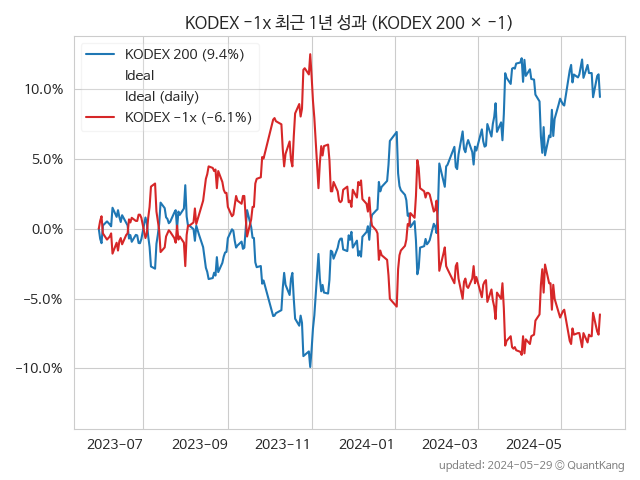 KODEX −1x 최근 1년 성과 (KODEX 200 × −1)
KODEX 200 (9.4%)
Ideal
Ideal (daily)
KODEX −1x (−6.1%)
10.0%
5.0%
0.0%
−5.0%
−10.0%
2023−07 2023−09 2023−11 2024−01 2024−03 2024−05
updated: 2024-05-29 © QuantKang